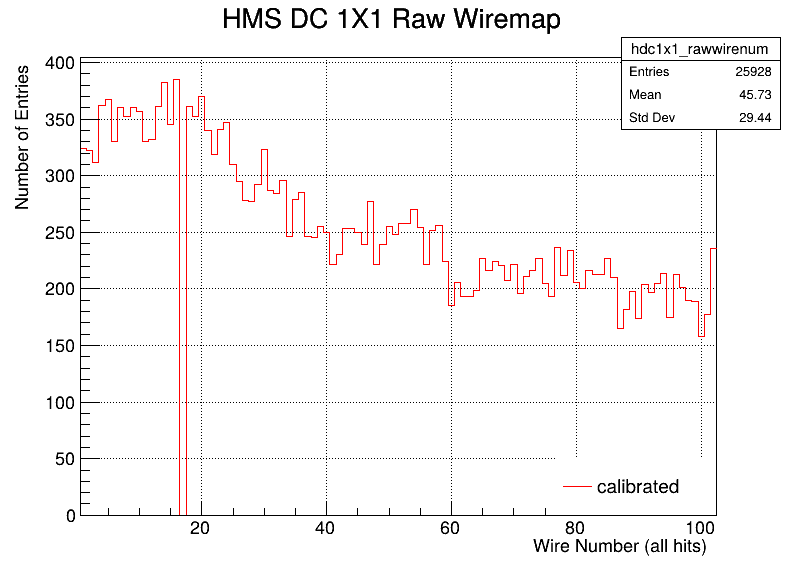 HMS DC 1X1 Raw Wiremap
hdc1x1_rawwirenum
Entries 25928
Mean 45.73
Std Dev 29.44
Number of Entries
400
350
300
250
200
150
100
50
0
calibrated
20 40 60 80 100
Wire Number (all hits)